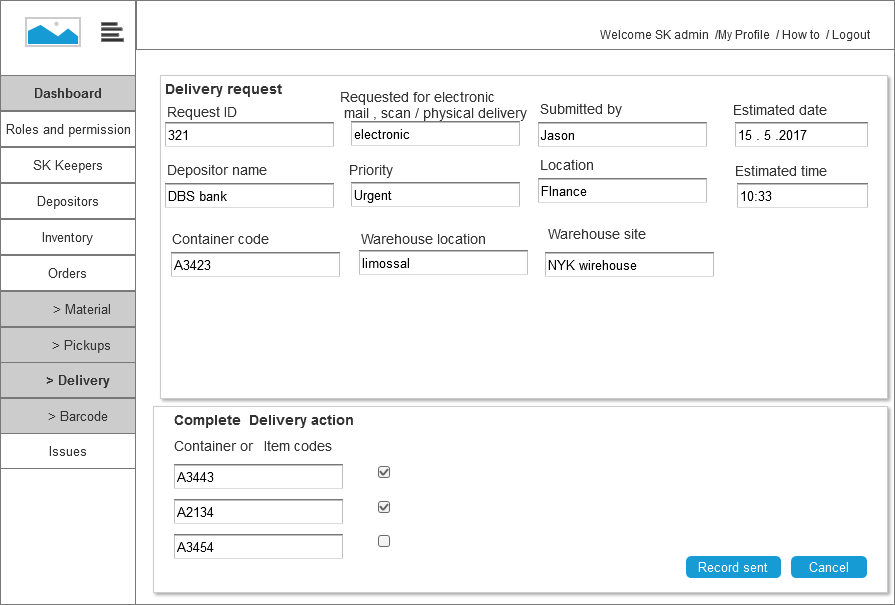 Welcome SK admin /My Profile / How to / Logout
Dashboard
Roles and permission
SK Keepers
Depositors
Inventory
Orders
> Material
> Pickups
> Delivery
> Barcode
Issues
Delivery request
Request ID
321
Requested for electronic
mail , scan / physical delivery
electronic
Submitted by
Jason
Estimated date
15 . 5 .2017
Depositor name
DBS bank
Priority
Urgent
Location
FInance
Estimated time
10:33
Container code
A3423
Warehouse location
limossal
Warehouse site
NYK wirehouse
Complete Delivery action
Container or Item codes
A3443
A2134
A3454
Record sent
Cancel